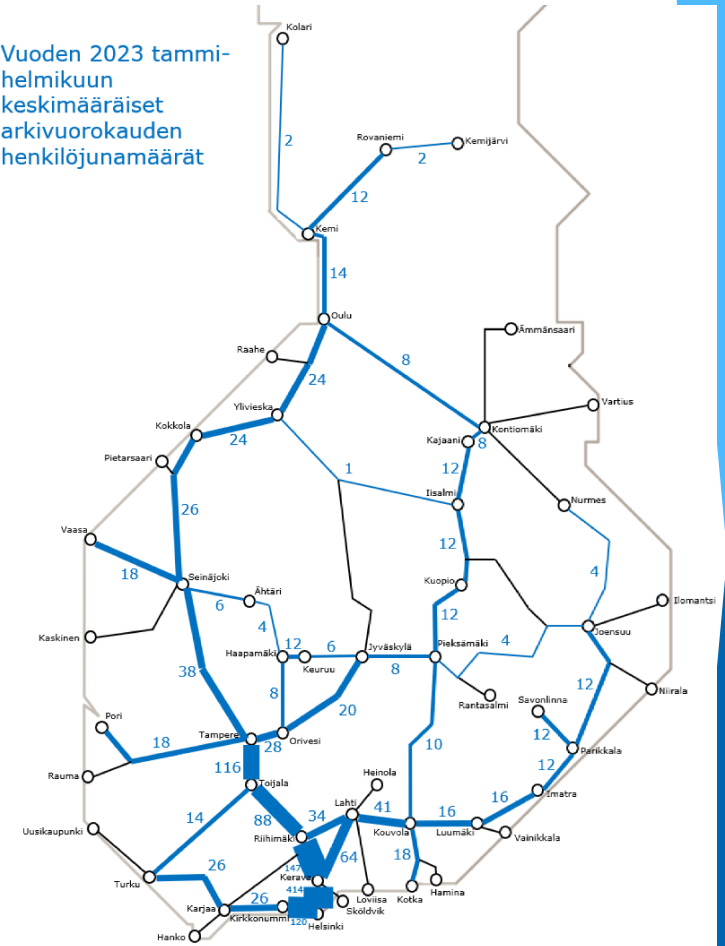 Vuoden 2023 tammi-
helmikuun
keskimääräiset
arkivuorokauden
henkilöjunamäärät
Kolari
2
Rovaniemi
Kemijärvi
2
12
Kemi
14
Oulu
Raahe
8
Ämmänsaari
24
Ylivieska
Vartius
Kokkola
24
Kontiomäki
Kajaani
8
Pietarsaari
1
12
Iisalmi
Nurmes
26
Vaasa
12
18
4
Seinäjoki
Kuopio
Ähtäri
6
12
Ilomantsi
4
Joensuu
Kaskinen
12
6
Jyväskylä
Pieksämäki
4
Haapamäki
Keuruu
8
38
8
12
Niirala
Rantasalmi
Savonlinna
20
Pori
12
18
Tampere
28
Orivesi
10
Parikkala
12
116
Rauma
Toijala
Heinola
Imatra
14
88
34
Lahti
41
16
16
Uusikaupunki
Riihimäki
Kouvola
Luumäki
Vainikkala
64
18
26
147
Kerava
Turku
Hamina
414
26
Loviisa
Kotka
Karjaa
Sköldvik
Kirkkonummi
120
Helsinki
Hanko